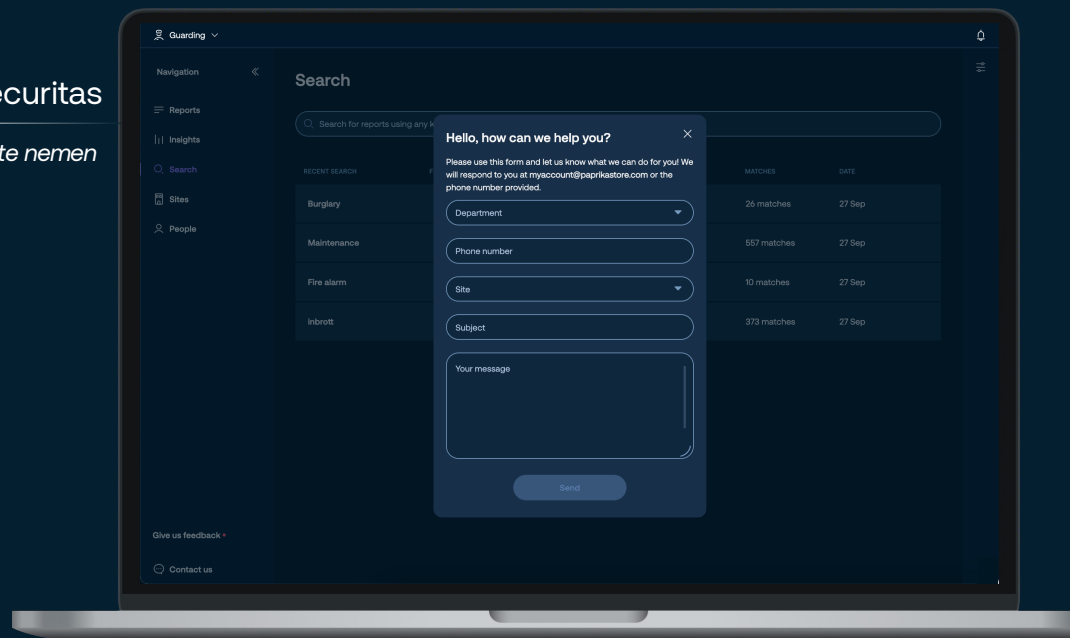 ecuritas
te nemen
Guarding
Navigation
Reports
Insights
Search
Sites
People
Give us feedback *
Contact us
Search
Search for reports using any k
RECENT SEARCH F MATCHES DATE
Burglary 26 matches 27 Sep
Maintenance 557 matches 27 Sep
Fire alarm 10 matches 27 Sep
inbrott 373 matches 27 Sep
Hello, how can we help you?
Please use this form and let us know what we can do for you! We
will respond to you at myaccount@paprikastore.com or the
phone number provided.
Department
Phone number
Site
Subject
Your message
Send